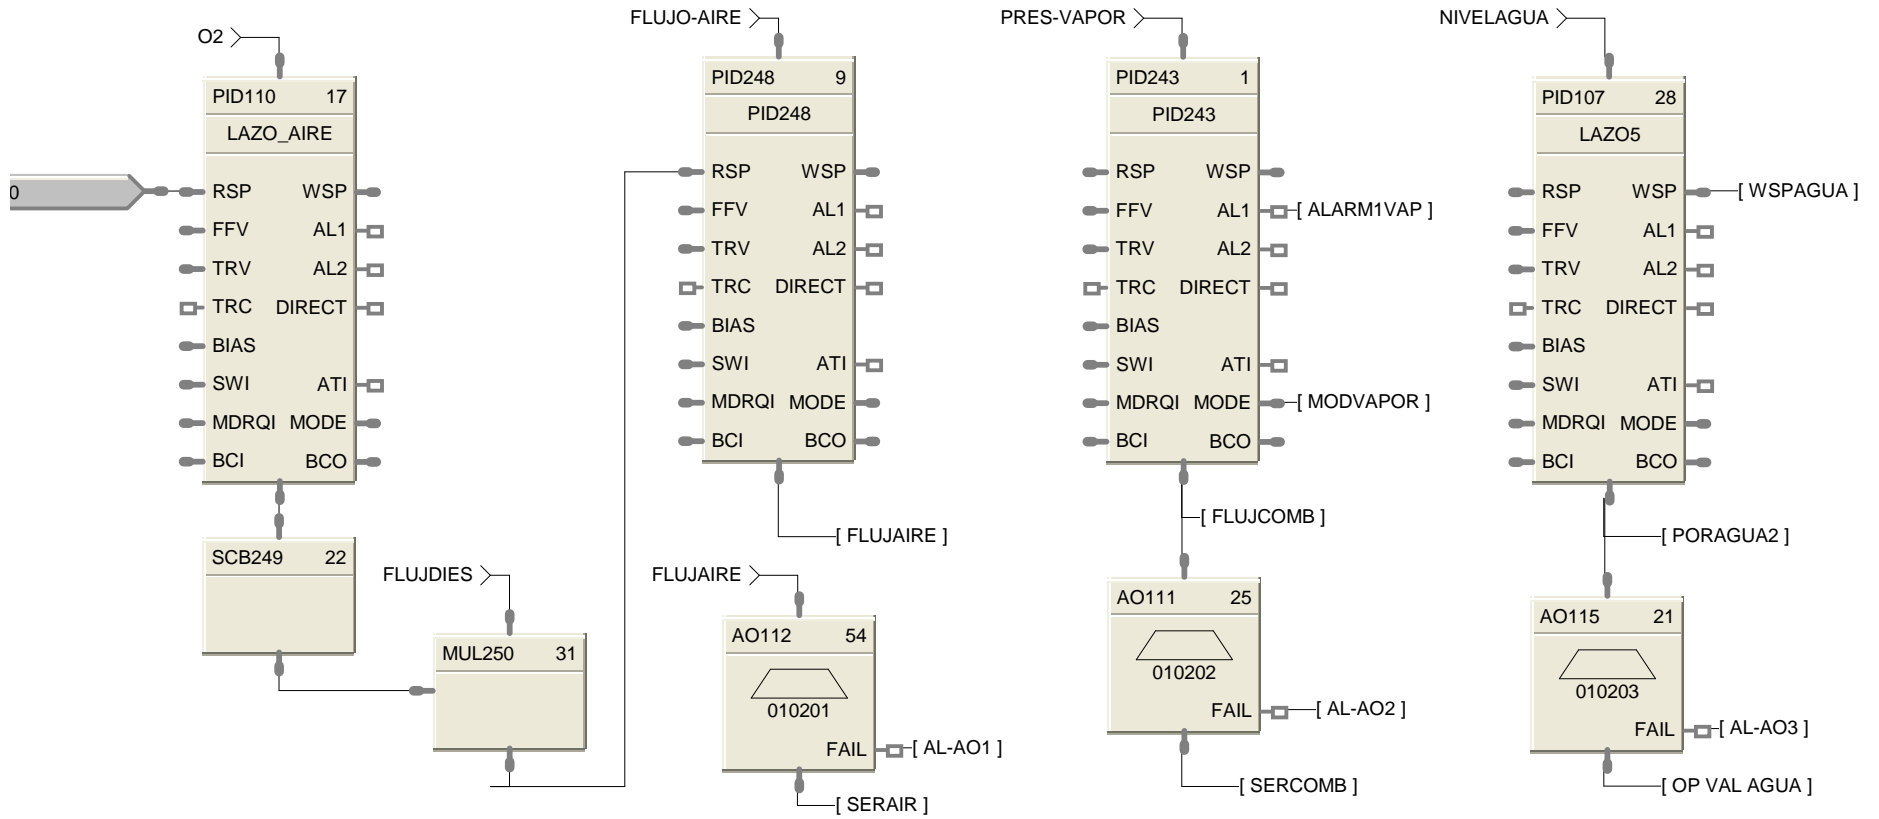 O2
PID110 17
LAZO_AIRE
0
RSP WSP
FFV AL1
TRV AL2
TRC DIRECT
BIAS
SWI ATI
MDRQI MODE
BCI BCO
SCB249 22
FLUJDIES
MUL250 31
FLUJO-AIRE
PID248 9
PID248
RSP WSP
FFV AL1
TRV AL2
TRC DIRECT
BIAS
SWI ATI
MDRQI MODE
BCI BCO
[ FLUJAIRE ]
FLUJAIRE
AO112 54
010201
FAIL [ AL-AO1 ]
[ SERAIR ]
PRES-VAPOR
PID243 1
PID243
RSP WSP
FFV AL1 [ ALARM1VAP ]
TRV AL2
TRC DIRECT
BIAS
SWI ATI
MDRQI MODE [ MODVAPOR ]
BCI BCO
[ FLUJCOMB ]
AO111 25
010202
FAIL [ AL-AO2 ]
[ SERCOMB ]
NIVELAGUA
PID107 28
LAZO5
RSP WSP [ WSPAGUA ]
FFV AL1
TRV AL2
TRC DIRECT
BIAS
SWI ATI
MDRQI MODE
BCI BCO
[ PORAGUA2 ]
AO115 21
010203
FAIL [ AL-AO3 ]
[ OP VAL AGUA ]